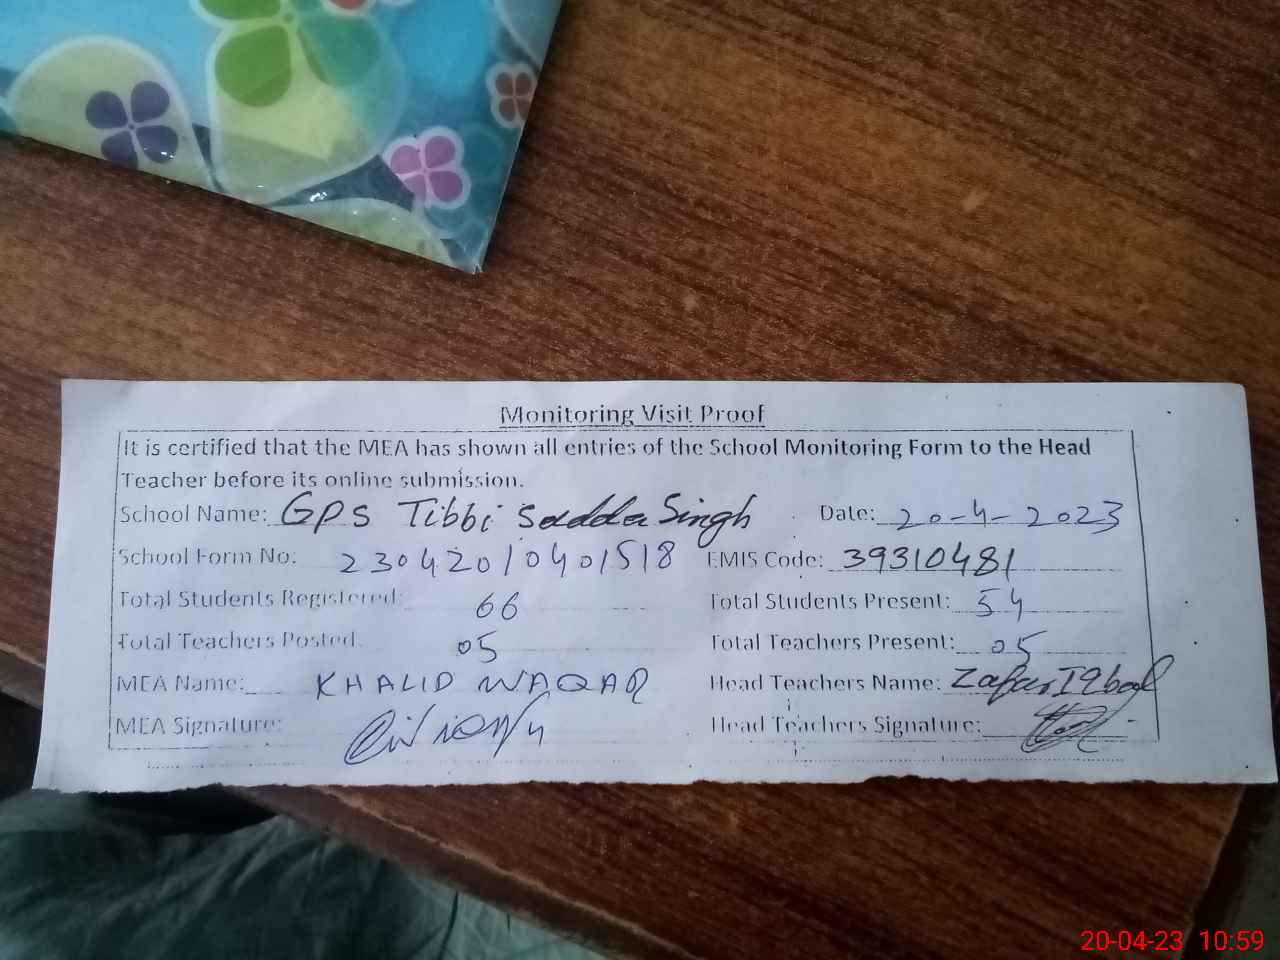 Monitoring Visit Proof
It is certified that the MEA has shown all entries of the School Monitoring Form to the Head
Teacher before its online submission.
School Name: GPS Tibbi Sadda Singh Date: 20-4-2023
School Form No: 23042010401518 EMIS Code: 39310481
Total Students Registered: 66 Total Students Present: 54
Total Teachers Posted: 05 Total Teachers Present: 05
MEA Name: KHALID WAQAR Head Teachers Name: Zafar Iqbal
MEA Signature: Head Teachers Signature:
20-04-23 10:59